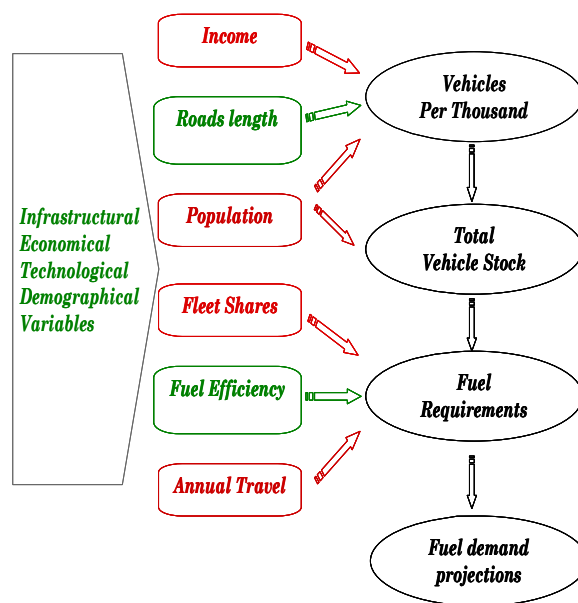 Infrastructural
Economical
Technological
Demographical
Variables
Income
Roads length
Population
Fleet Shares
Fuel Efficiency
Annual Travel
Vehicles
Per Thousand
Total
Vehicle Stock
Fuel
Requirements
Fuel demand
projections